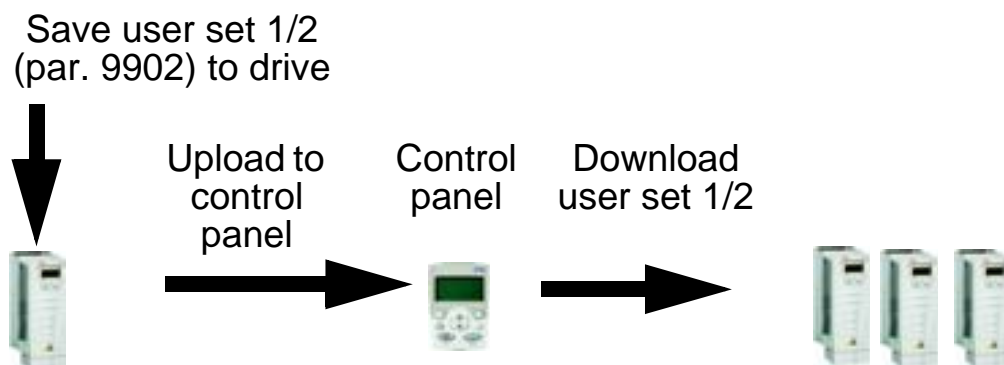 Save user set 1/2
(par. 9902) to drive
Upload to
control
panel
Control
panel
Download
user set 1/2